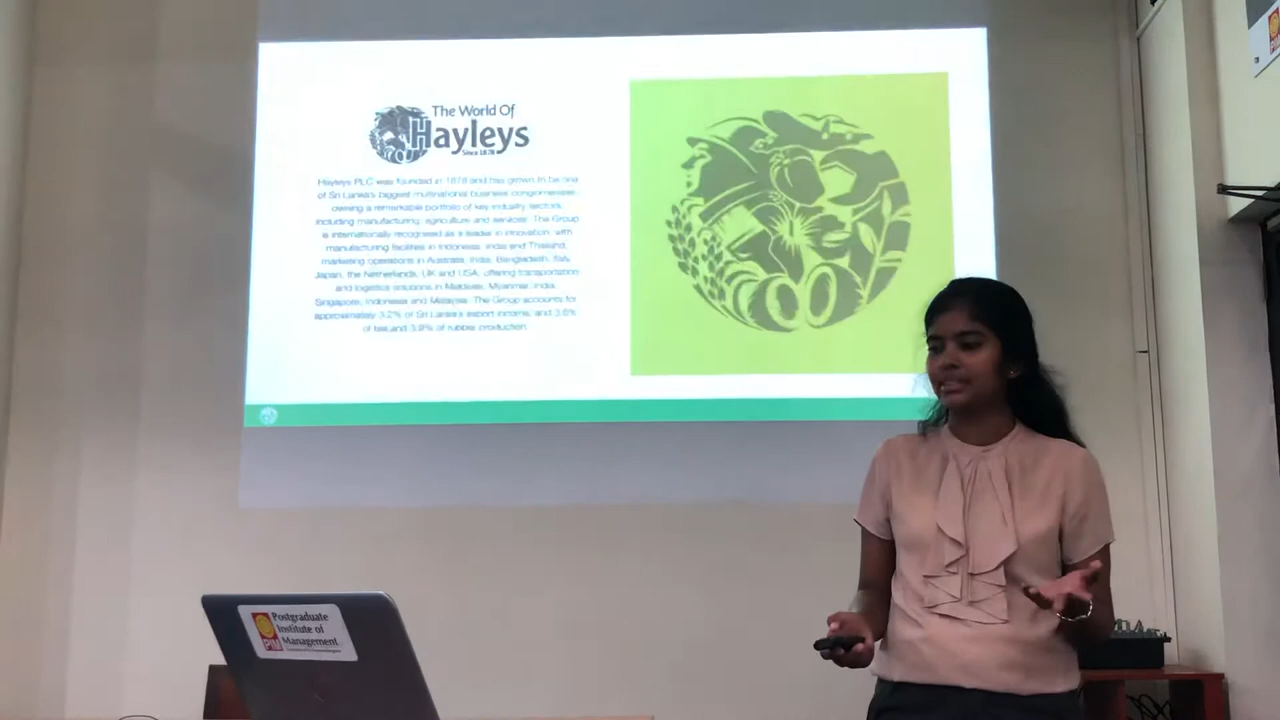 The World Of
Hayleys
Since 1878
Hayleys PLC was founded in 1878 and has grown to be one
of Sri Lanka's biggest multinational business conglomerates,
owning a remarkable portfolio of key industry sectors,
including manufacturing, agriculture and services. The Group
is internationally recognised as a leader in innovation, with
manufacturing facilities in Indonesia, India and Thailand,
marketing operations in Australia, India, Bangladesh, Italy,
Japan, the Netherlands, UK and USA, offering transportation
and logistics solutions in Maldives, Myanmar, India,
Singapore, Indonesia and Malaysia. The Group accounts for
approximately 3.2% of Sri Lanka's export income, and 3.6%
of tea and 3.9% of rubber production.
Postgraduate
Institute of
Management
PIM